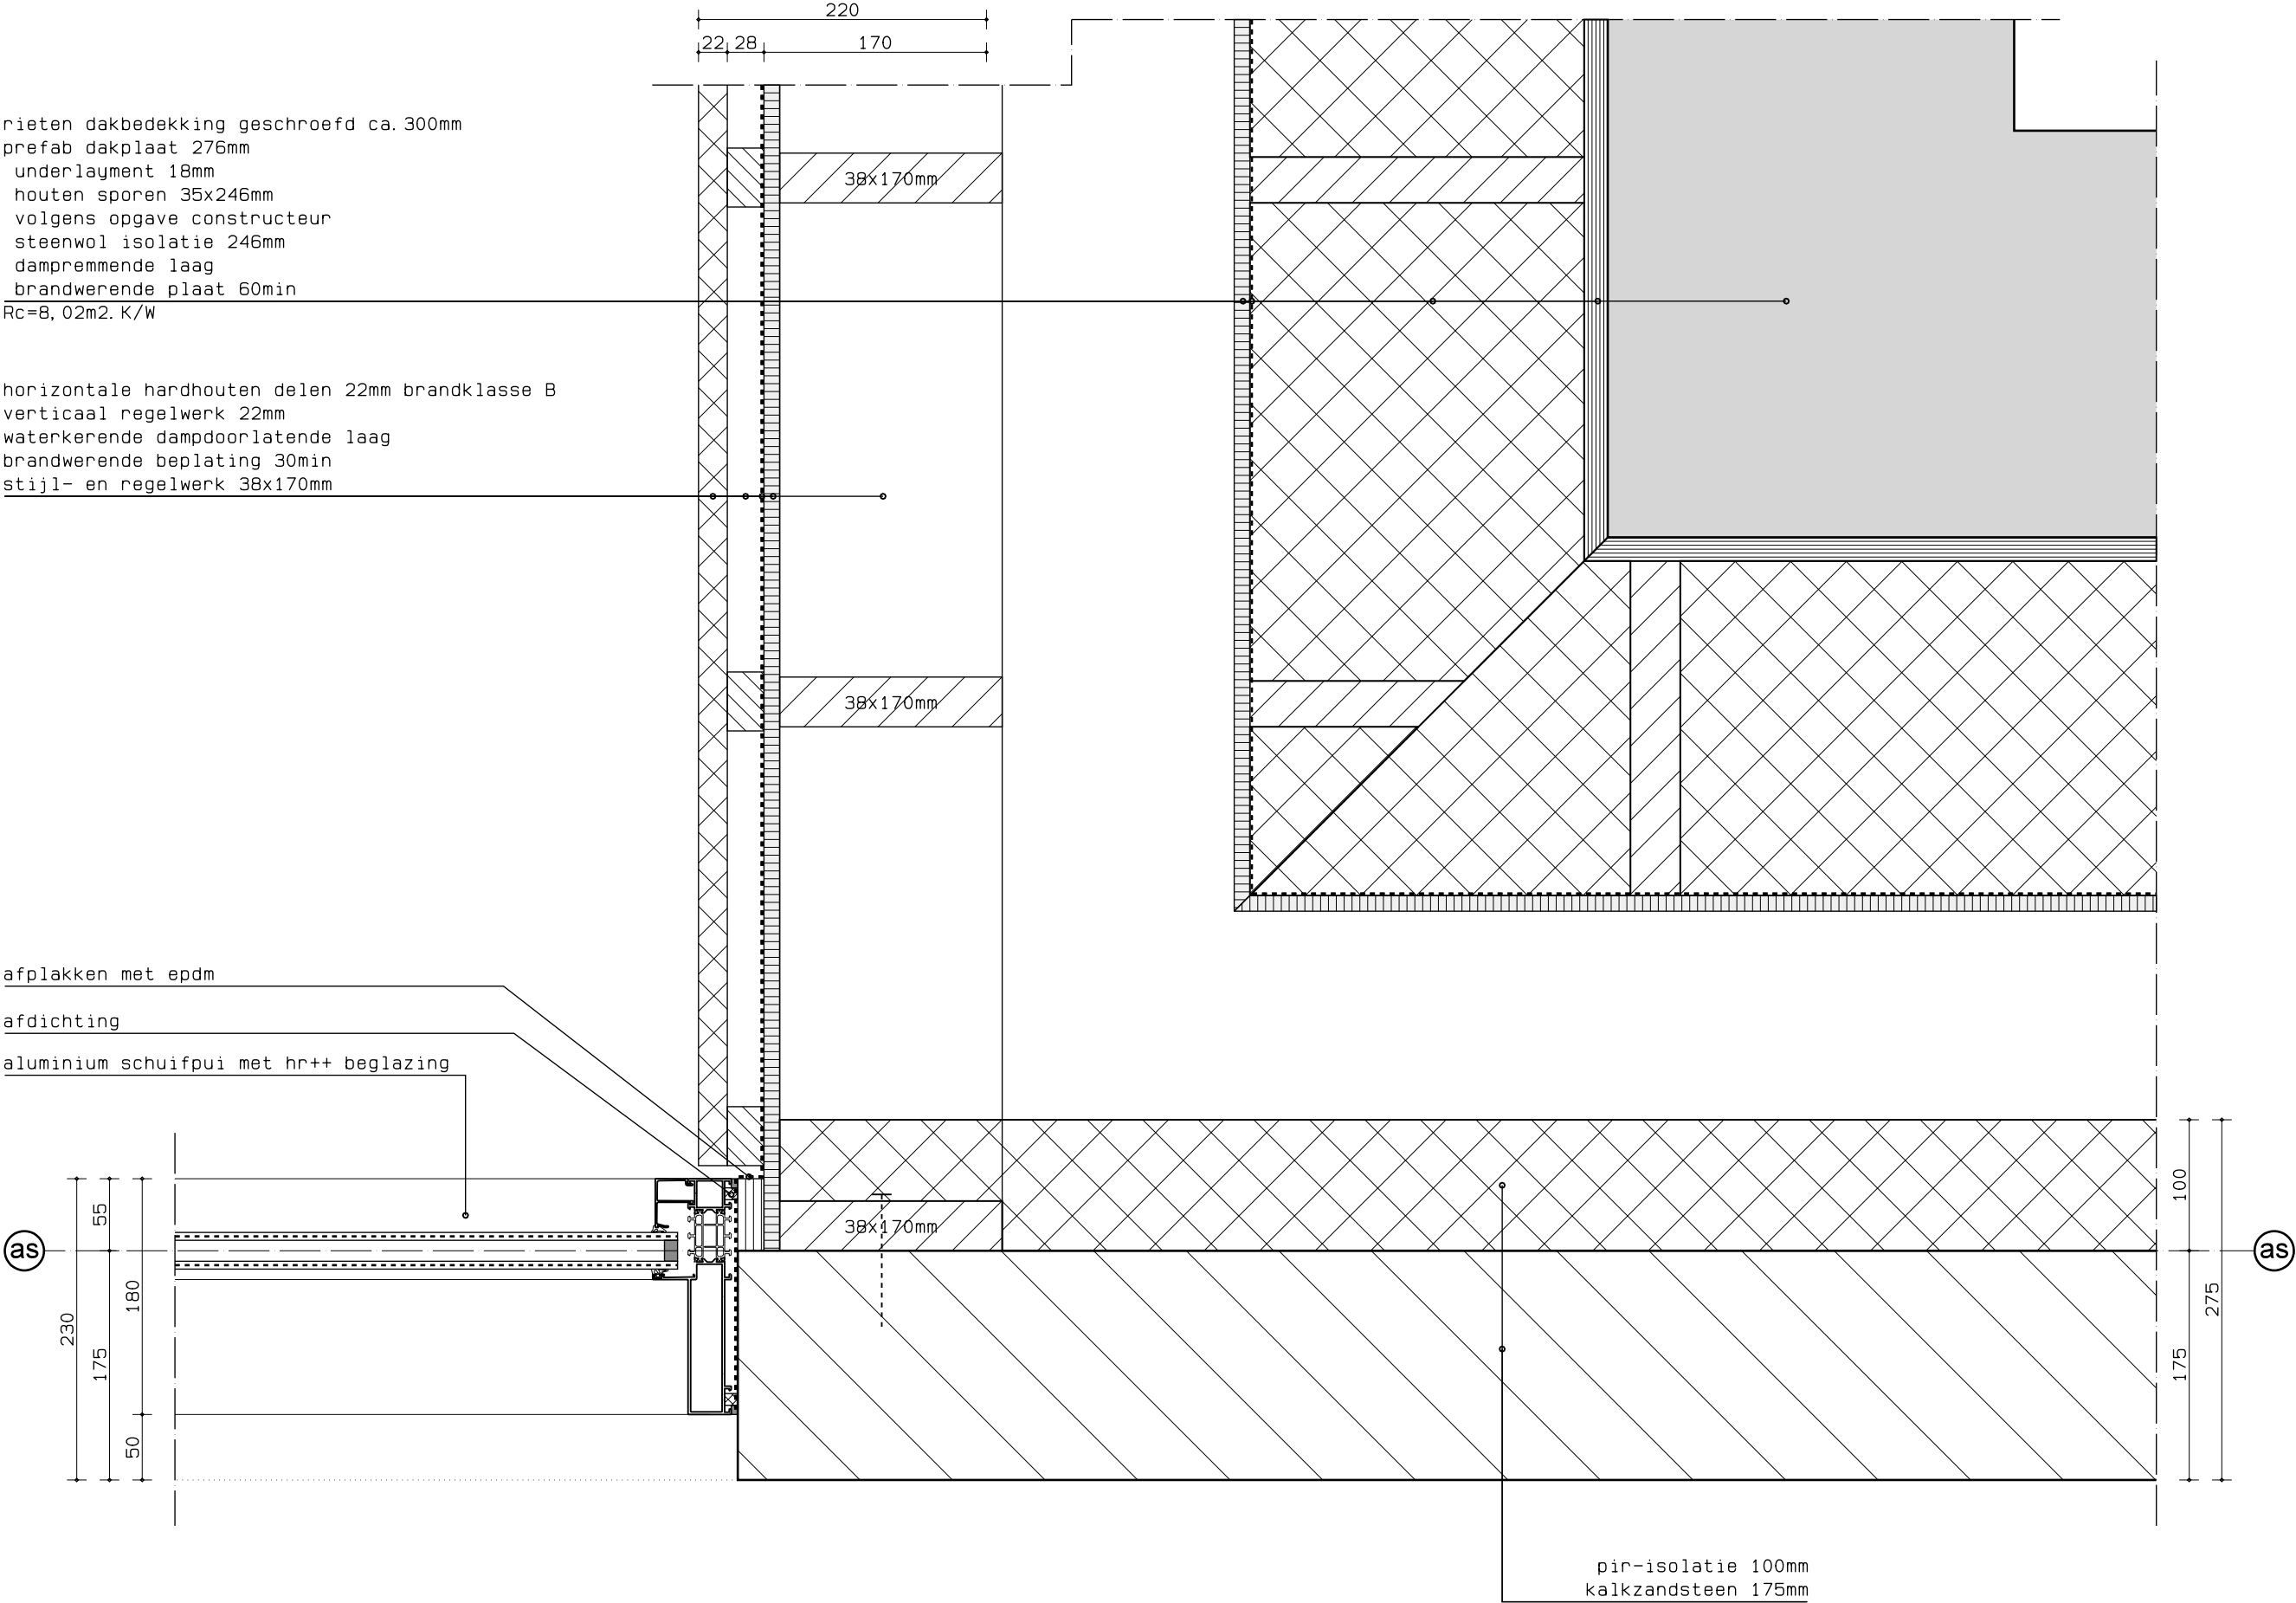 220
22 28 170
rieten dakbedekking geschroefd ca. 300mm
prefab dakplaat 276mm
underlayment 18mm
houten sporen 35x246mm
volgens opgave constructeur
steenwol isolatie 246mm
dampremmende laag
brandwerende plaat 60min
Rc=8,02m2.K/W
38x170mm
horizontale hardhouten delen 22mm brandklasse B
verticaal regelwerk 22mm
waterkerende dampdoorlatende laag
brandwerende beplating 30min
stijl- en regelwerk 38x170mm
38x170mm
afplakken met epdm
afdichting
aluminium schuifpui met hr++ beglazing
38x170mm
as
230
55
175
180
50
100
175
275
as
pir-isolatie 100mm
kalkzandsteen 175mm